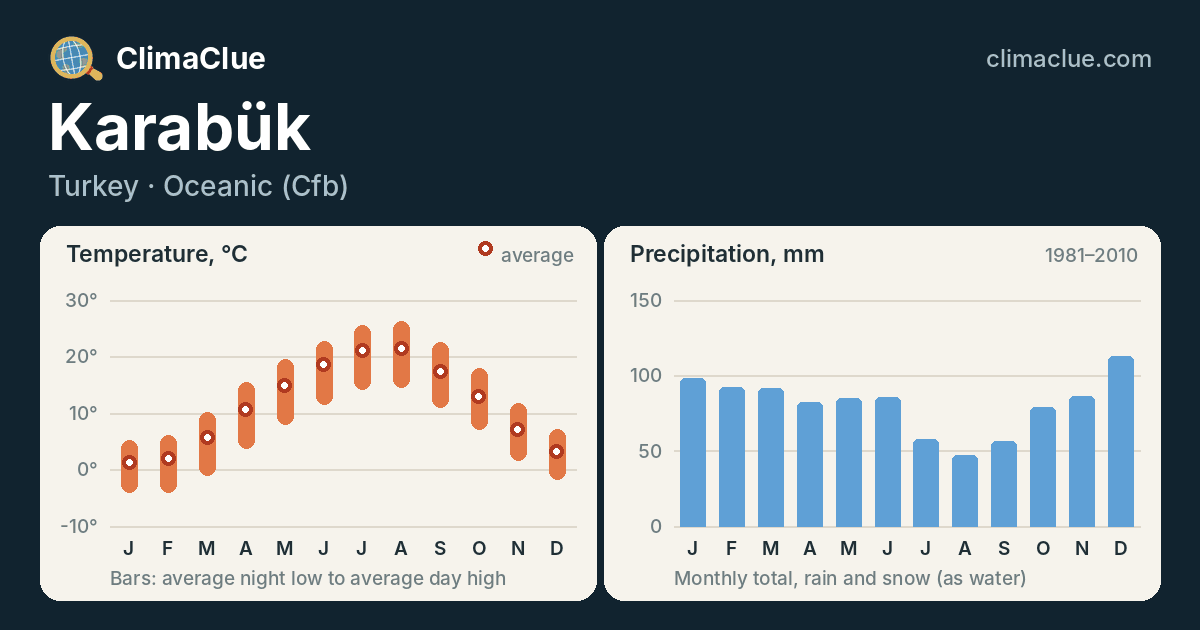 ClimaClue
climaclue.com
Karabük
Turkey · Oceanic (Cfb)
Temperature, °C
average
30°
20°
10°
0°
-10°
J F M A M J J A S O N D
Bars: average night low to average day high
Precipitation, mm
1981–2010
150
100
50
0
J F M A M J J A S O N D
Monthly total, rain and snow (as water)